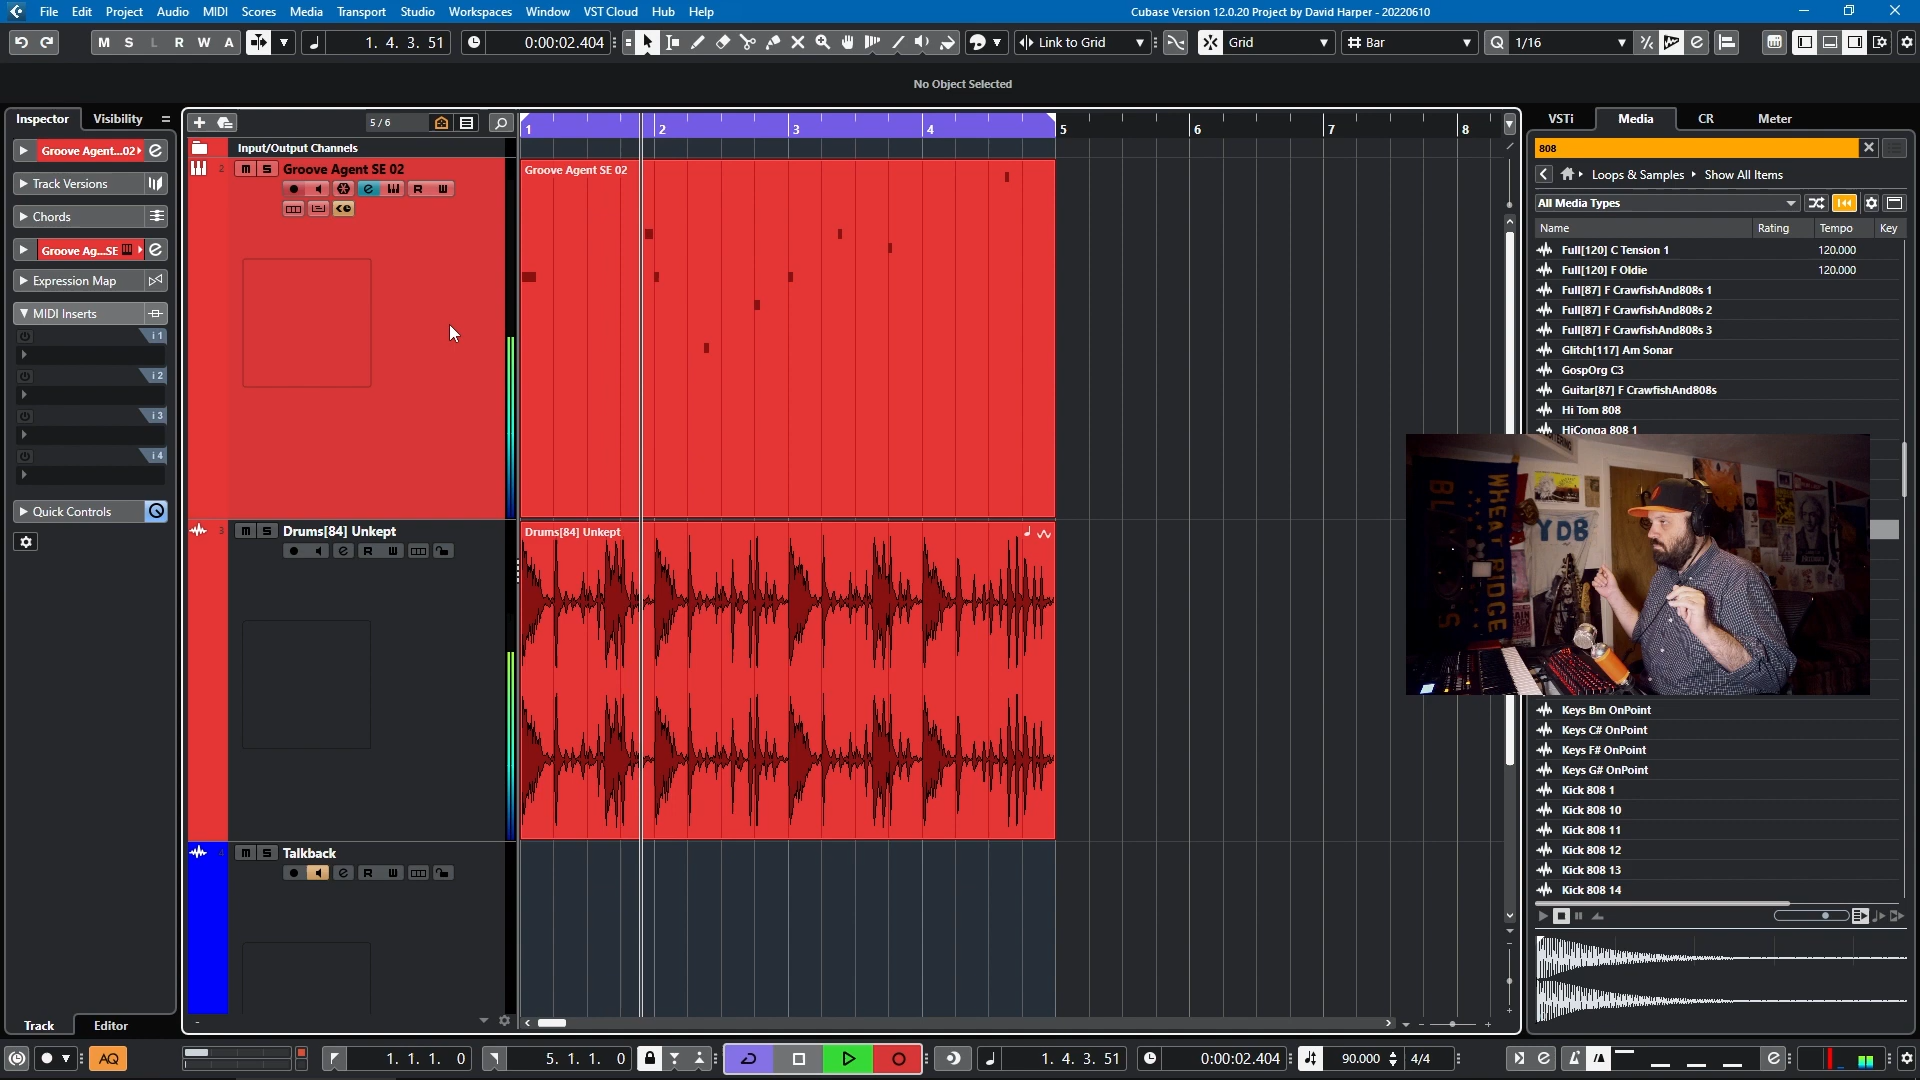 File Edit Project Audio MIDI Scores Media Transport Studio Workspaces Window VST Cloud Hub Help
Cubase Version 12.0.20 Project by David Harper - 20220610
M S L R W A
1. 4. 3. 51
0:00:02.404
Link to Grid
Grid
Bar
Q 1/16
No Object Selected
Inspector Visibility
Groove Agent...02
Track Versions
Chords
Groove Ag...SE
Expression Map
MIDI Inserts
i 1
i 2
i 3
i 4
Quick Controls
Track Editor
5 / 6
Input/Output Channels
2 m S Groove Agent SE 02
e R W
3 m S Drums[84] Unkept
e R W
4 m S Talkback
e R W
1 2 3 4 5 6 7 8
Groove Agent SE 02
Drums[84] Unkept
VSTi Media CR Meter
808
Loops & Samples Show All Items
All Media Types
Name Rating Tempo Key
Full[120] C Tension 1 120.000
Full[120] F Oldie 120.000
Full[87] F CrawfishAnd808s 1
Full[87] F CrawfishAnd808s 2
Full[87] F CrawfishAnd808s 3
Glitch[117] Am Sonar
GospOrg C3
Guitar[87] F CrawfishAnd808s
Hi Tom 808
HiConga 808 1
WHEAT RIDGE
YDB
Keys Bm OnPoint
Keys C# OnPoint
Keys F# OnPoint
Keys G# OnPoint
Kick 808 1
Kick 808 10
Kick 808 11
Kick 808 12
Kick 808 13
Kick 808 14
AQ
1. 1. 1. 0
5. 1. 1. 0
1. 4. 3. 51
0:00:02.404
90.000
4/4